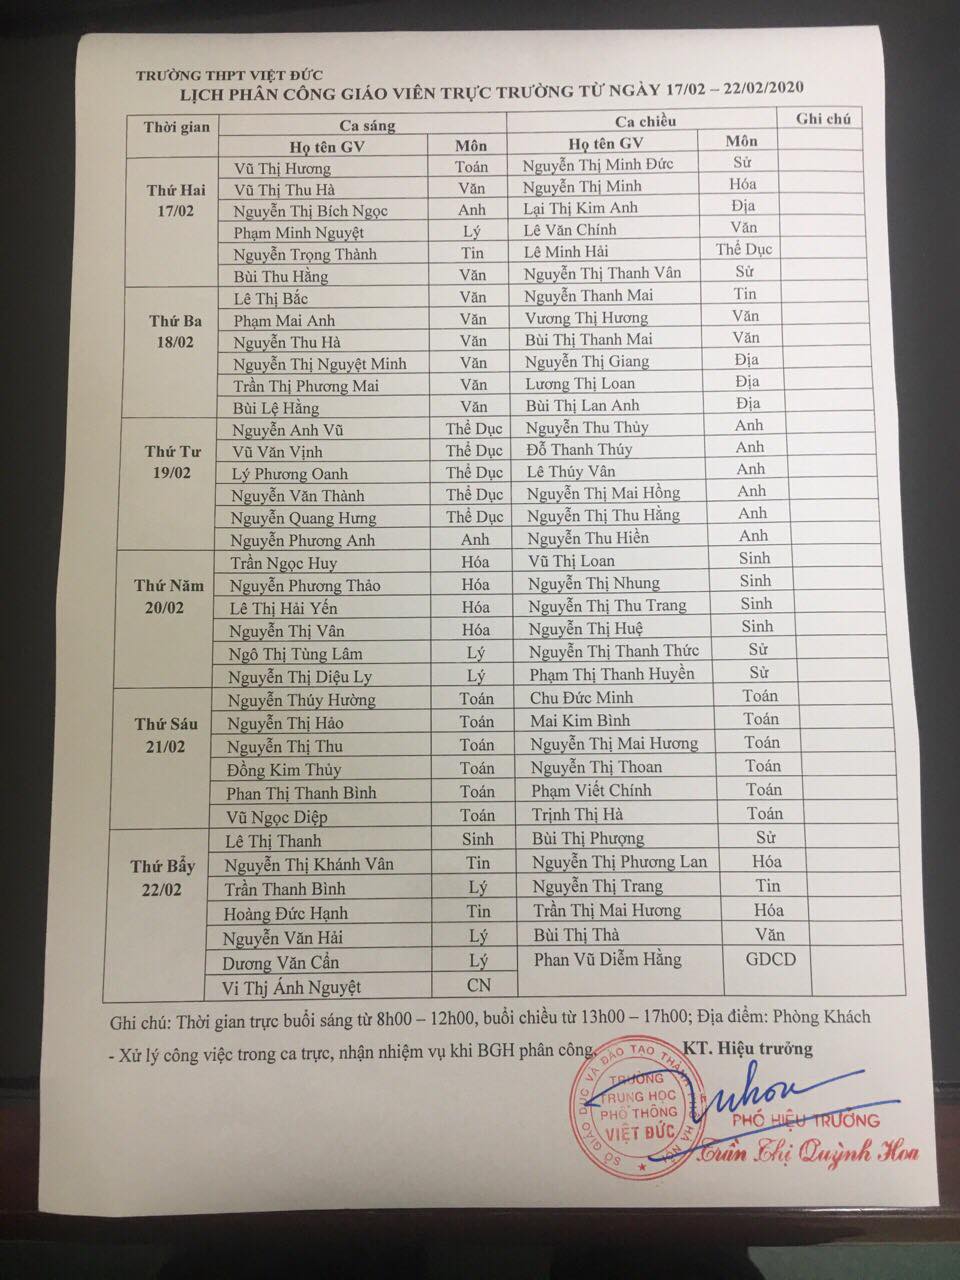 TRƯỜNG THPT VIỆT ĐỨC
LỊCH PHÂN CÔNG GIÁO VIÊN TRỰC TRƯỜNG TỪ NGÀY 17/02 – 22/02/2020
Thời gian Ca sáng Ca chiều Ghi chú
Họ tên GV Môn Họ tên GV Môn
Thứ Hai 17/02
Vũ Thị Hương Toán Nguyễn Thị Minh Đức Sử
Vũ Thị Thu Hà Văn Nguyễn Thị Minh Hóa
Nguyễn Thị Bích Ngọc Anh Lại Thị Kim Anh Địa
Phạm Minh Nguyệt Lý Lê Văn Chính Văn
Nguyễn Trọng Thành Tin Lê Minh Hải Thể Dục
Bùi Thu Hằng Văn Nguyễn Thị Thanh Vân Sử
Thứ Ba 18/02
Lê Thị Bắc Văn Nguyễn Thanh Mai Tin
Phạm Mai Anh Văn Vương Thị Hương Văn
Nguyễn Thu Hà Văn Bùi Thị Thanh Mai Văn
Nguyễn Thị Nguyệt Minh Văn Nguyễn Thị Giang Địa
Trần Thị Phương Mai Văn Lương Thị Loan Địa
Bùi Lệ Hằng Văn Bùi Thị Lan Anh Địa
Thứ Tư 19/02
Nguyễn Anh Vũ Thể Dục Nguyễn Thu Thủy Anh
Vũ Văn Vịnh Thể Dục Đỗ Thanh Thúy Anh
Lý Phương Oanh Thể Dục Lê Thúy Vân Anh
Nguyễn Văn Thành Thể Dục Nguyễn Thị Mai Hồng Anh
Nguyễn Quang Hưng Thể Dục Nguyễn Thị Thu Hằng Anh
Nguyễn Phương Anh Anh Nguyễn Thu Hiền Anh
Thứ Năm 20/02
Trần Ngọc Huy Hóa Vũ Thị Loan Sinh
Nguyễn Phương Thảo Hóa Nguyễn Thị Nhung Sinh
Lê Thị Hải Yến Hóa Nguyễn Thị Thu Trang Sinh
Nguyễn Thị Vân Hóa Nguyễn Thị Huệ Sinh
Ngô Thị Tùng Lâm Lý Nguyễn Thị Thanh Thức Sử
Nguyễn Thị Diệu Ly Lý Phạm Thị Thanh Huyền Sử
Thứ Sáu 21/02
Nguyễn Thúy Hường Toán Chu Đức Minh Toán
Nguyễn Thị Hảo Toán Mai Kim Bình Toán
Nguyễn Thị Thu Toán Nguyễn Thị Mai Hương Toán
Đồng Kim Thủy Toán Nguyễn Thị Thoan Toán
Phan Thị Thanh Bình Toán Phạm Viết Chính Toán
Vũ Ngọc Diệp Toán Trịnh Thị Hà Toán
Thứ Bẩy 22/02
Lê Thị Thanh Sinh Bùi Thị Phượng Sử
Nguyễn Thị Khánh Vân Tin Nguyễn Thị Phương Lan Hóa
Trần Thanh Bình Lý Nguyễn Thị Trang Tin
Hoàng Đức Hạnh Tin Trần Thị Mai Hương Hóa
Nguyễn Văn Hải Lý Bùi Thị Thà Văn
Dương Văn Cẩn Lý Phan Vũ Diễm Hằng GDCD
Vi Thị Ánh Nguyệt CN
Ghi chú: Thời gian trực buổi sáng từ 8h00 – 12h00, buổi chiều từ 13h00 – 17h00; Địa điểm: Phòng Khách
- Xử lý công việc trong ca trực, nhận nhiệm vụ khi BGH phân công.
KT. Hiệu trưởng
SỞ GIÁO DỤC VÀ ĐÀO TẠO THÀNH PHỐ HÀ NỘI
TRƯỜNG
TRUNG HỌC
PHỔ THÔNG
VIỆT ĐỨC
PHÓ HIỆU TRƯỞNG
Trần Thị Quỳnh Hoa